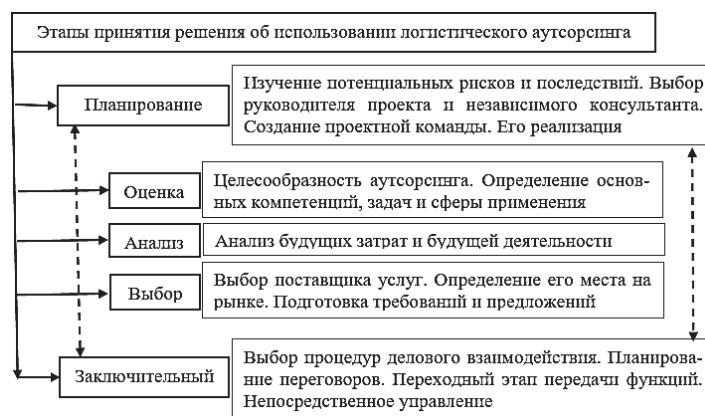 Этапы принятия решения об использовании логистического аутсорсинга
Планирование
Изучение потенциальных рисков и последствий. Выбор
руководителя проекта и независимого консультанта.
Создание проектной команды. Его реализация
Оценка
Целесообразность аутсорсинга. Определение основ-
ных компетенций, задач и сферы применения
Анализ
Анализ будущих затрат и будущей деятельности
Выбор
Выбор поставщика услуг. Определение его места на
рынке. Подготовка требований и предложений
Заключительный
Выбор процедур делового взаимодействия. Планирова-
ние переговоров. Переходный этап передачи функций.
Непосредственное управление